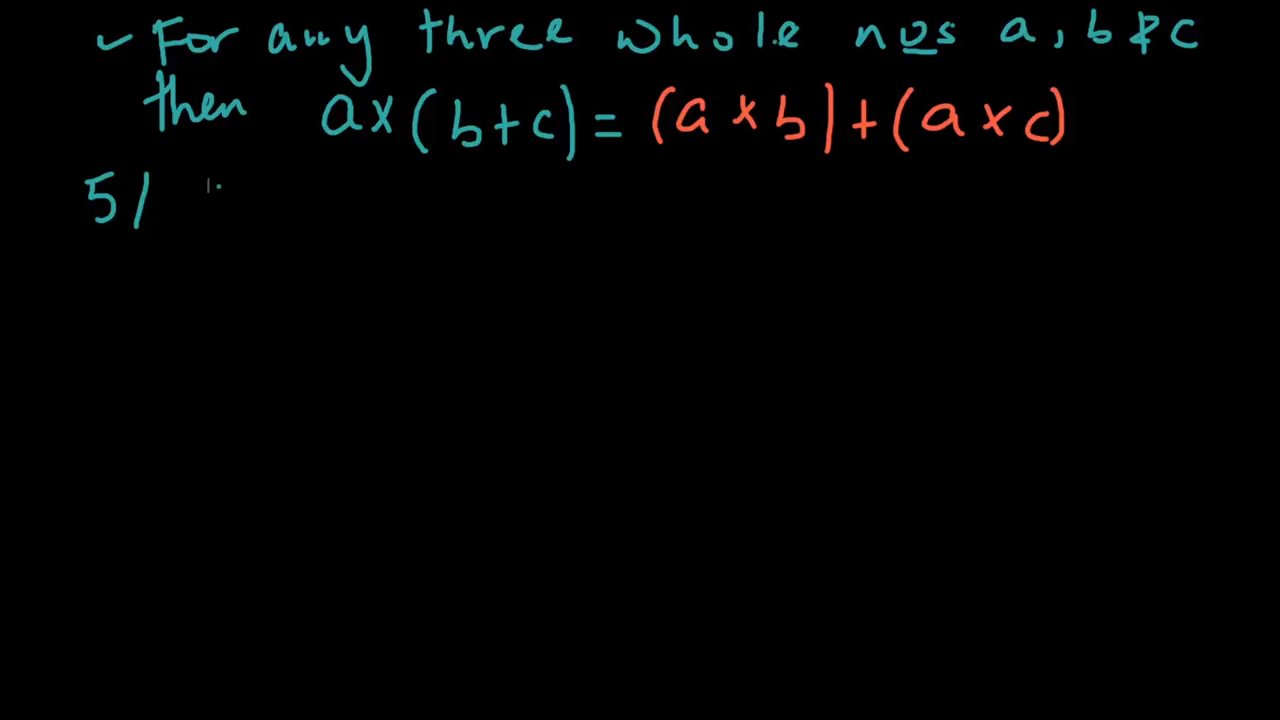 ✓ For any three whole nos a, b & c
then a × (b + c) = (a × b) + (a × c)
5/